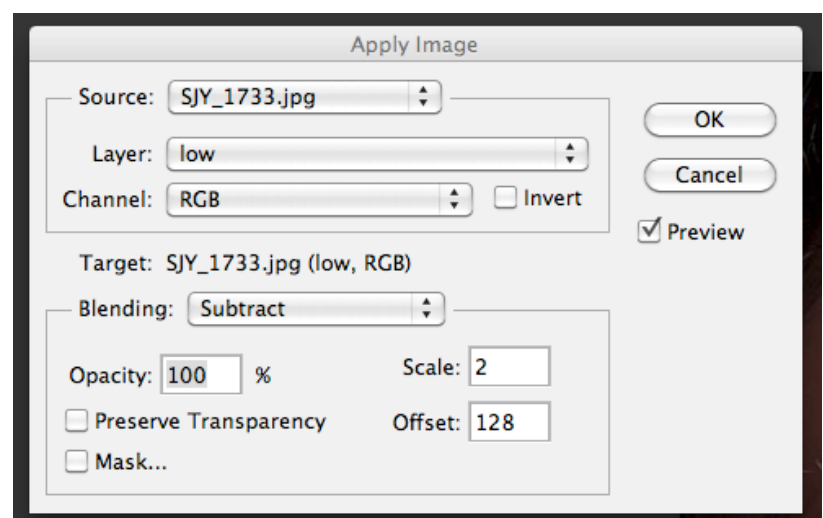 Apply Image
Source: SJY_1733.jpg
OK
Layer: low
Cancel
Channel: RGB Invert
Preview
Target: SJY_1733.jpg (low, RGB)
Blending: Subtract
Opacity: 100 % Scale: 2
Preserve Transparency Offset: 128
Mask...